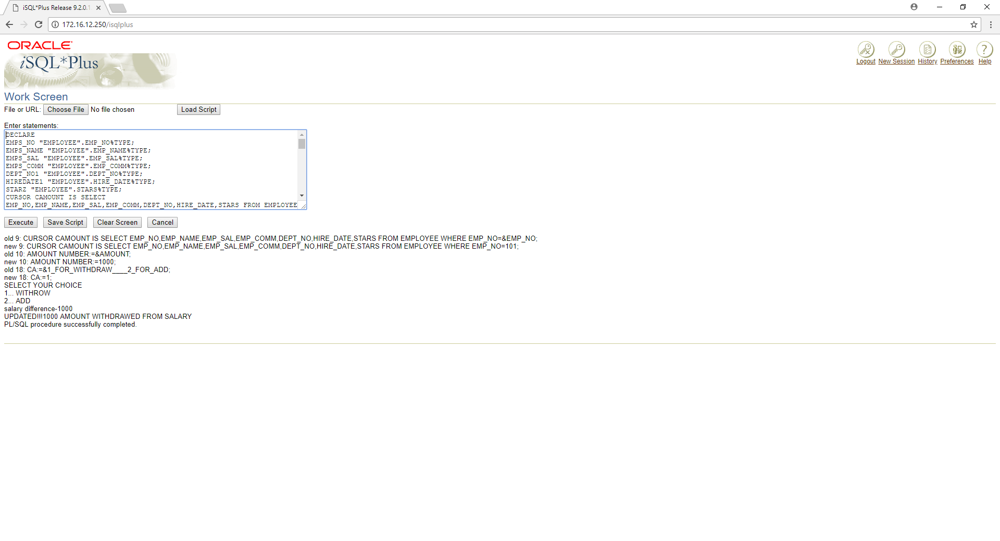 iSQL*Plus Release 9.2.0.1
172.16.12.250/isqlplus
ORACLE
iSQL*Plus
Logout New Session History Preferences Help
Work Screen
File or URL: Choose File No file chosen Load Script
Enter statements:
DECLARE
EMPS_NO "EMPLOYEE".EMP_NO%TYPE;
EMPS_NAME "EMPLOYEE".EMP_NAME%TYPE;
EMPS_SAL "EMPLOYEE".EMP_SAL%TYPE;
EMPS_COMM "EMPLOYEE".EMP_COMM%TYPE;
DEPT_NO1 "EMPLOYEE".DEPT_NO%TYPE;
HIREDATE1 "EMPLOYEE".HIRE_DATE%TYPE;
STARZ "EMPLOYEE".STARS%TYPE;
CURSOR CAMOUNT IS SELECT
EMP_NO,EMP_NAME,EMP_SAL,EMP_COMM,DEPT_NO,HIRE_DATE,STARS FROM EMPLOYEE
Execute Save Script Clear Screen Cancel
old 9: CURSOR CAMOUNT IS SELECT EMP_NO,EMP_NAME,EMP_SAL,EMP_COMM,DEPT_NO,HIRE_DATE,STARS FROM EMPLOYEE WHERE EMP_NO=&EMP_NO;
new 9: CURSOR CAMOUNT IS SELECT EMP_NO,EMP_NAME,EMP_SAL,EMP_COMM,DEPT_NO,HIRE_DATE,STARS FROM EMPLOYEE WHERE EMP_NO=101;
old 10: AMOUNT NUMBER:=&AMOUNT;
new 10: AMOUNT NUMBER:=1000;
old 18: CA:=&1_FOR_WITHDRAW____2_FOR_ADD;
new 18: CA:=1;
SELECT YOUR CHOICE
1... WITHROW
2... ADD
salary difference-1000
UPDATED!!!1000 AMOUNT WITHDRAWED FROM SALARY
PL/SQL procedure successfully completed.